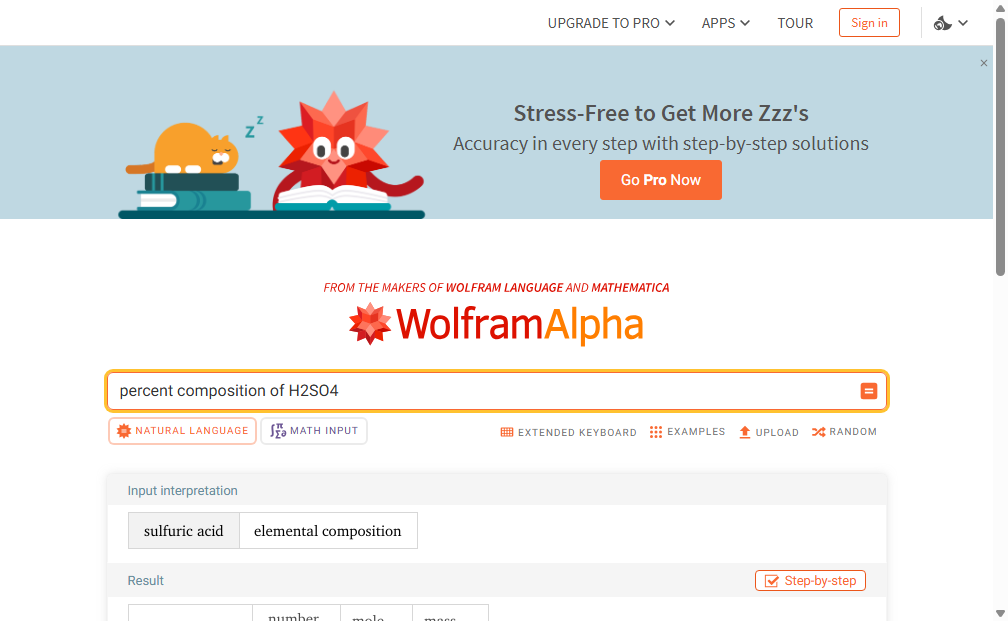 UPGRADE TO PRO
APPS
TOUR
Sign in
×
z z
Stress-Free to Get More Zzz's
Accuracy in every step with step-by-step solutions
Go Pro Now
FROM THE MAKERS OF WOLFRAM LANGUAGE AND MATHEMATICA
WolframAlpha
percent composition of H2SO4
NATURAL LANGUAGE
MATH INPUT
EXTENDED KEYBOARD
EXAMPLES
UPLOAD
RANDOM
Input interpretation
sulfuric acid
elemental composition
Result
Step-by-step
number
mole
mass